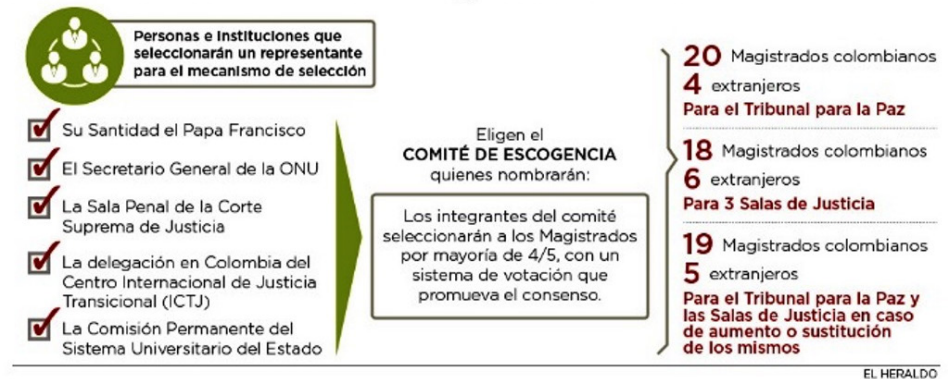 Personas e instituciones que
seleccionarán un representante
para el mecanismo de selección
Su Santidad el Papa Francisco
El Secretario General de la ONU
La Sala Penal de la Corte
Suprema de Justicia
La delegación en Colombia del
Centro Internacional de Justicia
Transicional (ICTJ)
La Comisión Permanente del
Sistema Universitario del Estado
Eligen el
COMITÉ DE ESCOGENCIA
quienes nombrarán:
Los integrantes del comité
seleccionarán a los Magistrados
por mayoría de 4/5, con un
sistema de votación que
promueva el consenso.
20 Magistrados colombianos
4 extranjeros
Para el Tribunal para la Paz
18 Magistrados colombianos
6 extranjeros
Para 3 Salas de Justicia
19 Magistrados colombianos
5 extranjeros
Para el Tribunal para la Paz y
las Salas de Justicia en caso
de aumento o sustitución
de los mismos
EL HERALDO